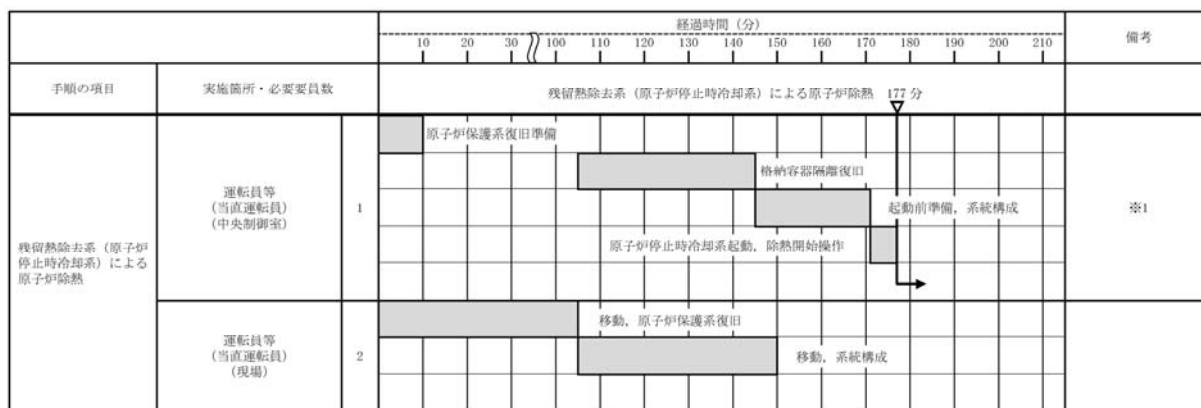 経過時間（分）
備考
10 20 30 100 110 120 130 140 150 160 170 180 190 200 210
手順の項目
実施箇所・必要要員数
残留熱除去系（原子炉停止時冷却系）による原子炉除熱 177 分
残留熱除去系（原子炉
停止時冷却系）による
原子炉除熱
運転員等
（当直運転員）
（中央制御室）
1
原子炉保護系復旧準備
格納容器隔離復旧
起動前準備，系統構成
原子炉停止時冷却系起動，除熱開始操作
※1
運転員等
（当直運転員）
（現場）
2
移動，原子炉保護系復旧
移動，系統構成